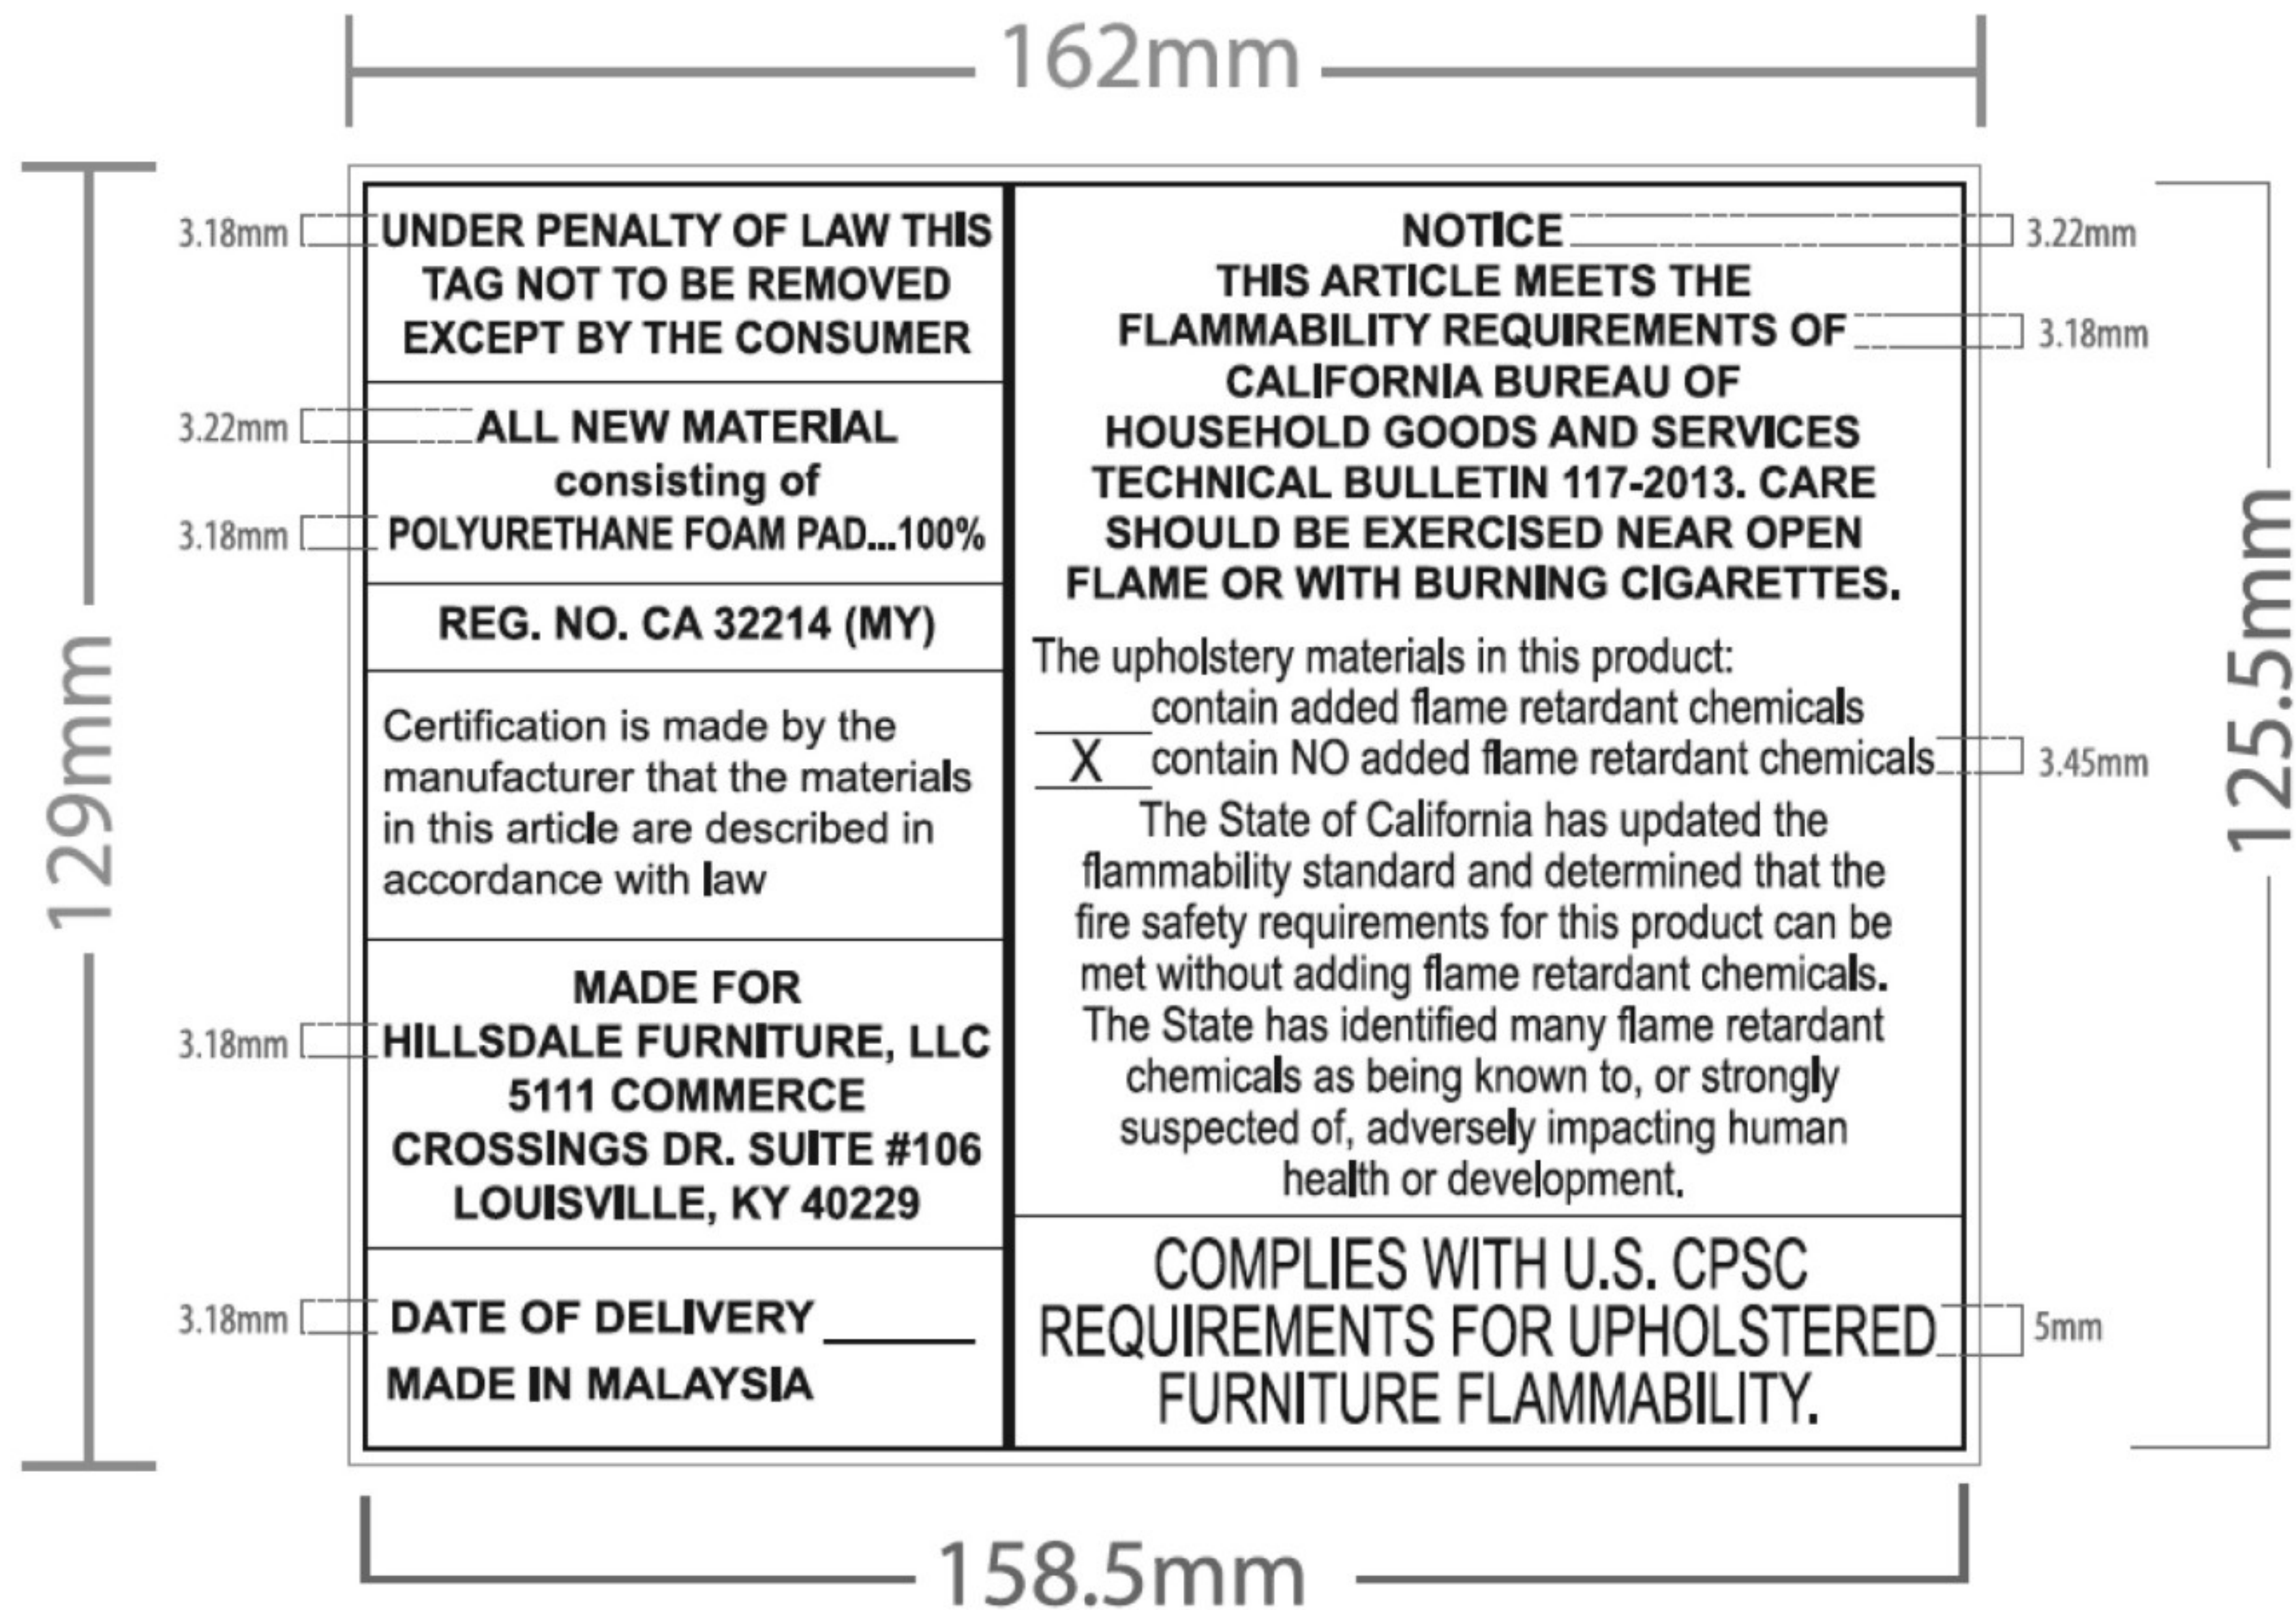 162mm
129mm
125.5mm
158.5mm
3.18mm
UNDER PENALTY OF LAW THIS
TAG NOT TO BE REMOVED
EXCEPT BY THE CONSUMER
3.22mm
ALL NEW MATERIAL
consisting of
3.18mm
POLYURETHANE FOAM PAD...100%
REG. NO. CA 32214 (MY)
Certification is made by the
manufacturer that the materials
in this article are described in
accordance with law
MADE FOR
3.18mm
HILLSDALE FURNITURE, LLC
5111 COMMERCE
CROSSINGS DR. SUITE #106
LOUISVILLE, KY 40229
3.18mm
DATE OF DELIVERY ______
MADE IN MALAYSIA
NOTICE
3.22mm
THIS ARTICLE MEETS THE
FLAMMABILITY REQUIREMENTS OF
3.18mm
CALIFORNIA BUREAU OF
HOUSEHOLD GOODS AND SERVICES
TECHNICAL BULLETIN 117-2013. CARE
SHOULD BE EXERCISED NEAR OPEN
FLAME OR WITH BURNING CIGARETTES.
The upholstery materials in this product:
_____contain added flame retardant chemicals
__X__contain NO added flame retardant chemicals
3.45mm
The State of California has updated the
flammability standard and determined that the
fire safety requirements for this product can be
met without adding flame retardant chemicals.
The State has identified many flame retardant
chemicals as being known to, or strongly
suspected of, adversely impacting human
health or development.
COMPLIES WITH U.S. CPSC
REQUIREMENTS FOR UPHOLSTERED
5mm
FURNITURE FLAMMABILITY.